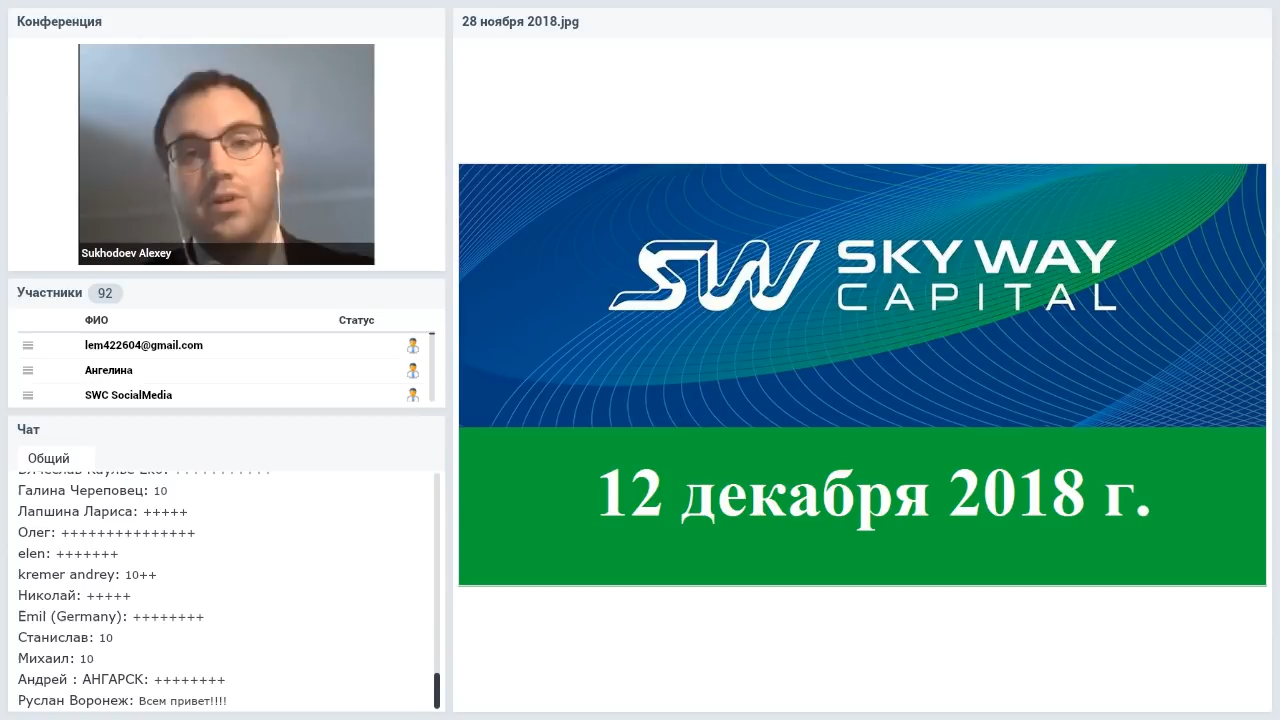 Конференция
Sukhodoev Alexey
Участники 92
ФИО Статус
lem422604@gmail.com
Ангелина
SWC SocialMedia
Чат
Общий
Галина Череповец: 10
Лапшина Лариса: +++++
Олег: +++++++++++++++
elen: +++++++
kremer andrey: 10++
Николай: +++++
Emil (Germany): ++++++++
Станислав: 10
Михаил: 10
Андрей : АНГАРСК: ++++++++
Руслан Воронеж: Всем привет!!!!
28 ноября 2018.jpg
SW SKY WAY
CAPITAL
12 декабря 2018 г.